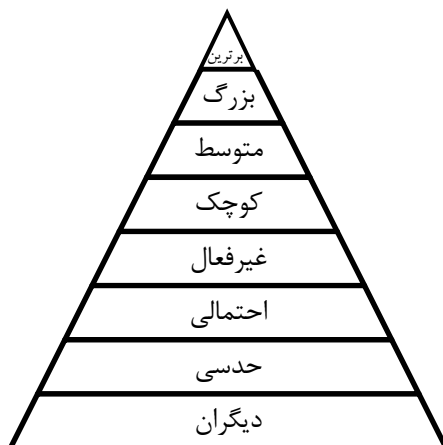 برترین
بزرگ
متوسط
کوچک
غیرفعال
احتمالی
حدسی
دیگران